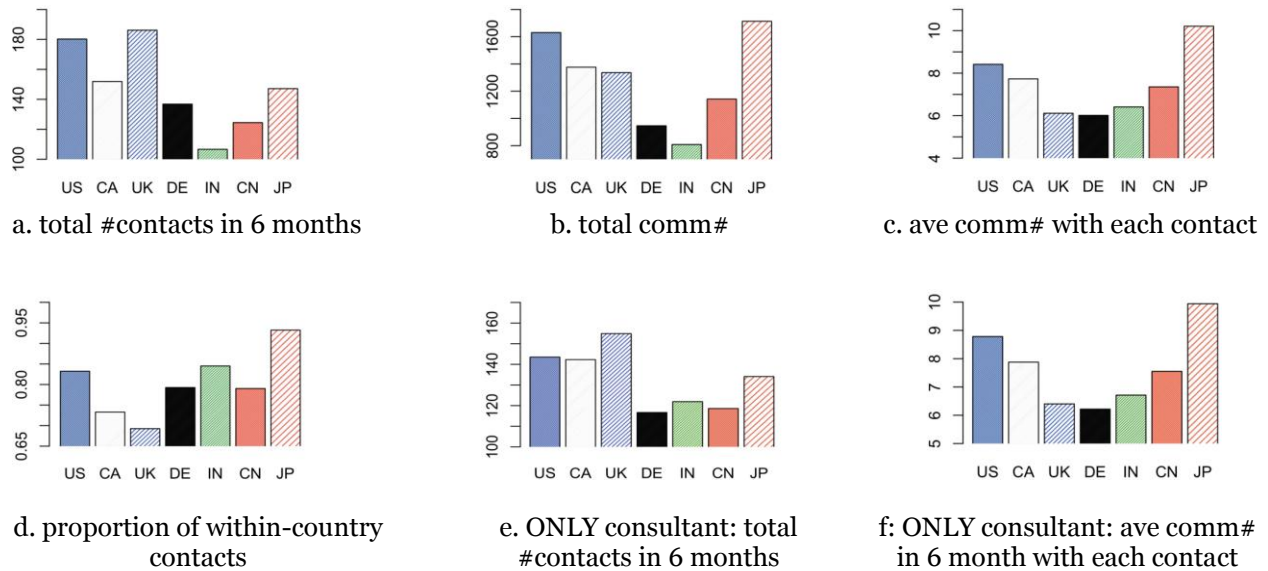 180
140
100
US CA UK DE IN CN JP
a. total #contacts in 6 months
1600
1200
800
US CA UK DE IN CN JP
b. total comm#
10
8
6
4
US CA UK DE IN CN JP
c. ave comm# with each contact
0.95
0.80
0.65
US CA UK DE IN CN JP
d. proportion of within-country
contacts
160
140
120
100
US CA UK DE IN CN JP
e. ONLY consultant: total
#contacts in 6 months
10
9
8
7
6
5
US CA UK DE IN CN JP
f: ONLY consultant: ave comm#
in 6 month with each contact